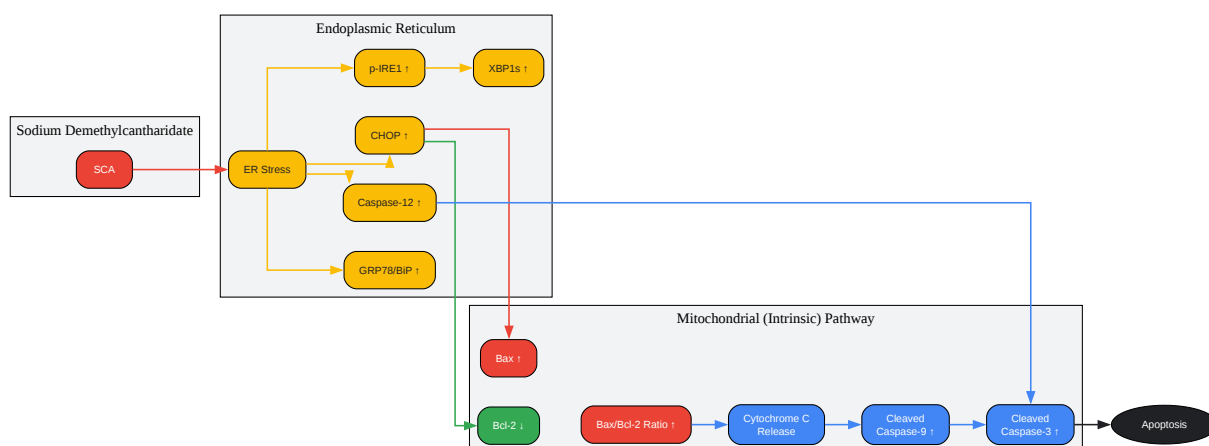 Endoplasmic Reticulum
p-IRE1 ↑
XBP1s ↑
Sodium Demethylcantharidate
CHOP ↑
SCA
ER Stress
Caspase-12 ↑
GRP78/BiP ↑
Mitochondrial (Intrinsic) Pathway
Bax ↑
Bcl-2 ↓
Bax/Bcl-2 Ratio ↑
Cytochrome C
Release
Cleaved
Caspase-9 ↑
Cleaved
Caspase-3 ↑
Apoptosis